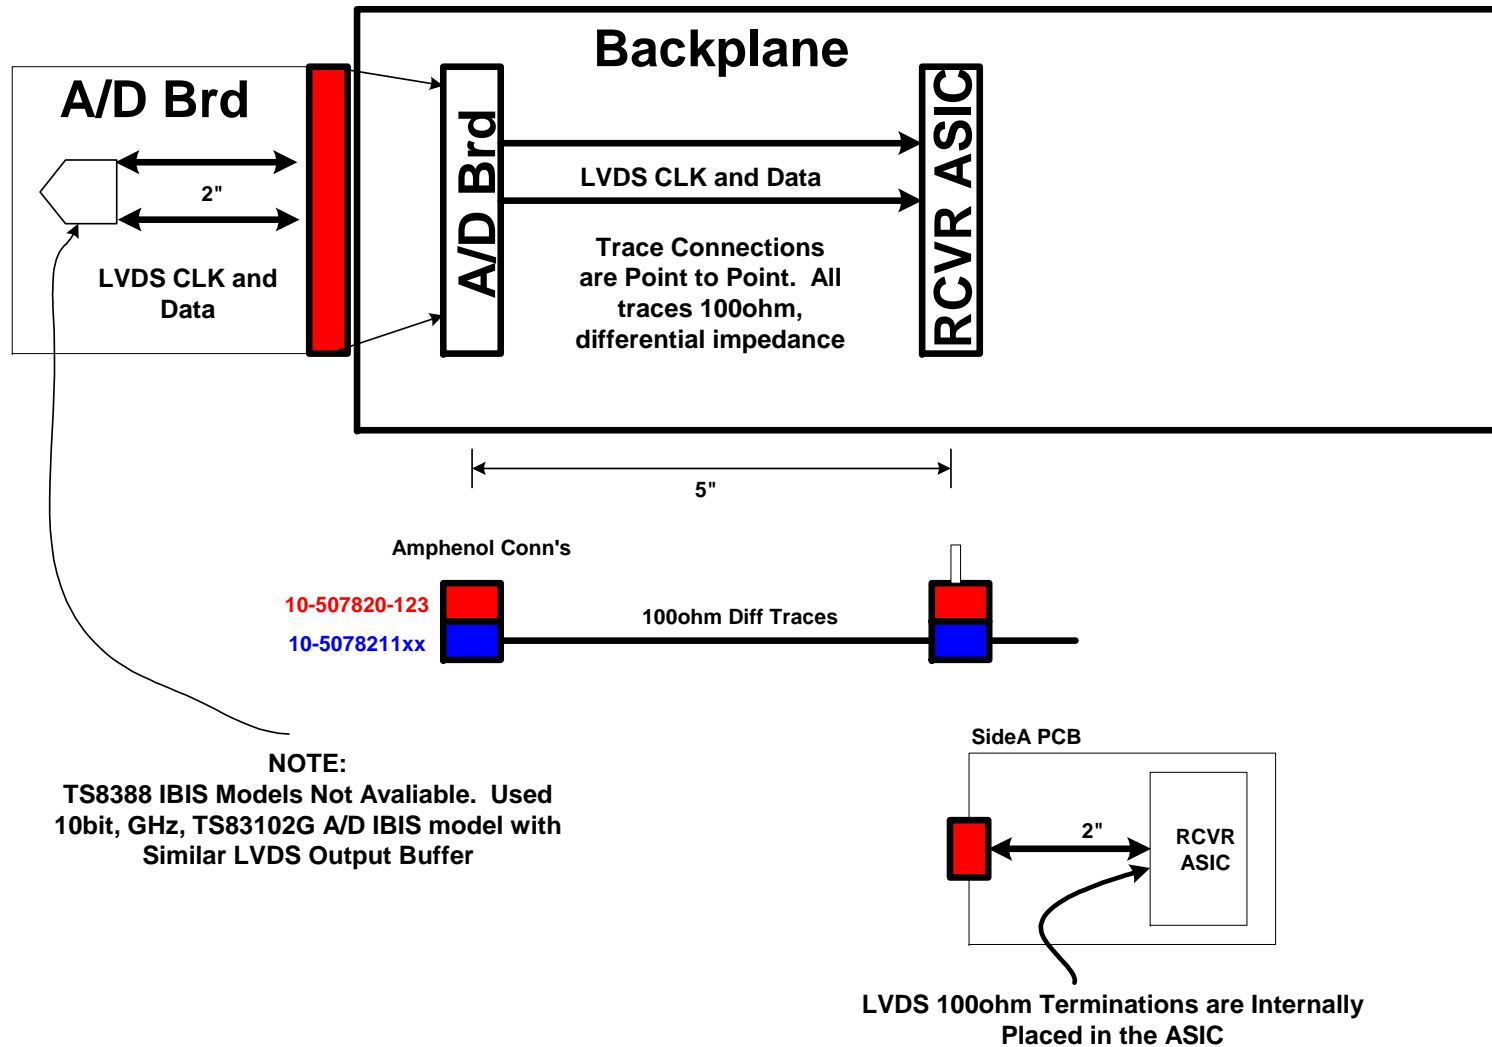 Backplane
A/D Brd
2"
LVDS CLK and
Data
A/D Brd
LVDS CLK and Data
Trace Connections
are Point to Point. All
traces 100ohm,
differential impedance
RCVR ASIC
5"
Amphenol Conn's
10-507820-123
10-5078211xx
100ohm Diff Traces
NOTE:
TS8388 IBIS Models Not Avaliable. Used
10bit, GHz, TS83102G A/D IBIS model with
Similar LVDS Output Buffer
SideA PCB
2"
RCVR
ASIC
LVDS 100ohm Terminations are Internally
Placed in the ASIC